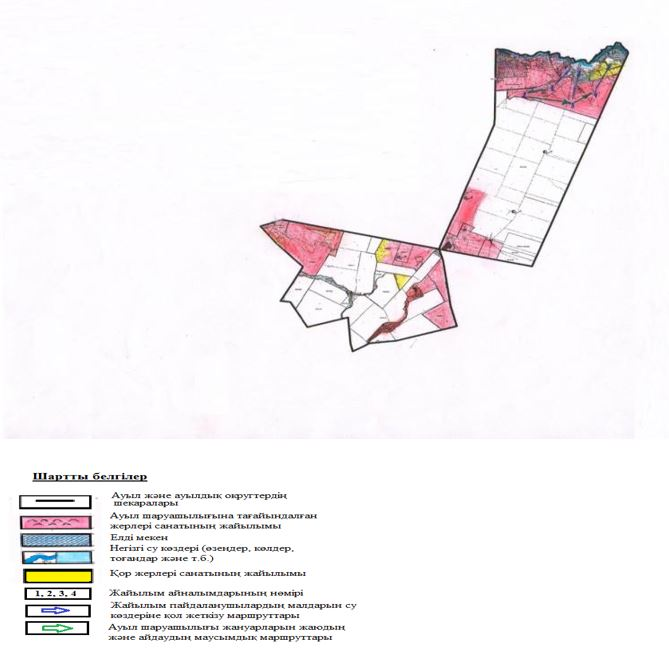 Шартты белгілер
Ауыл және ауылдық округтердің
шекаралары
Ауыл шаруашылығына тағайындалған
жерлері санатының жайылымы
Елді мекен
Негізгі су көздері (өзендер, көлдер,
тоғандар және т.б.)
Қор жерлері санатының жайылымы
1, 2, 3, 4 Жайылым айналымдарының нөмірі
Жайылым пайдаланушылардың малдарын су
көздеріне қол жеткізу маршруттары
Ауыл шаруашылығы жануарларын жаюдың
және айдаудың маусымдық маршруттары